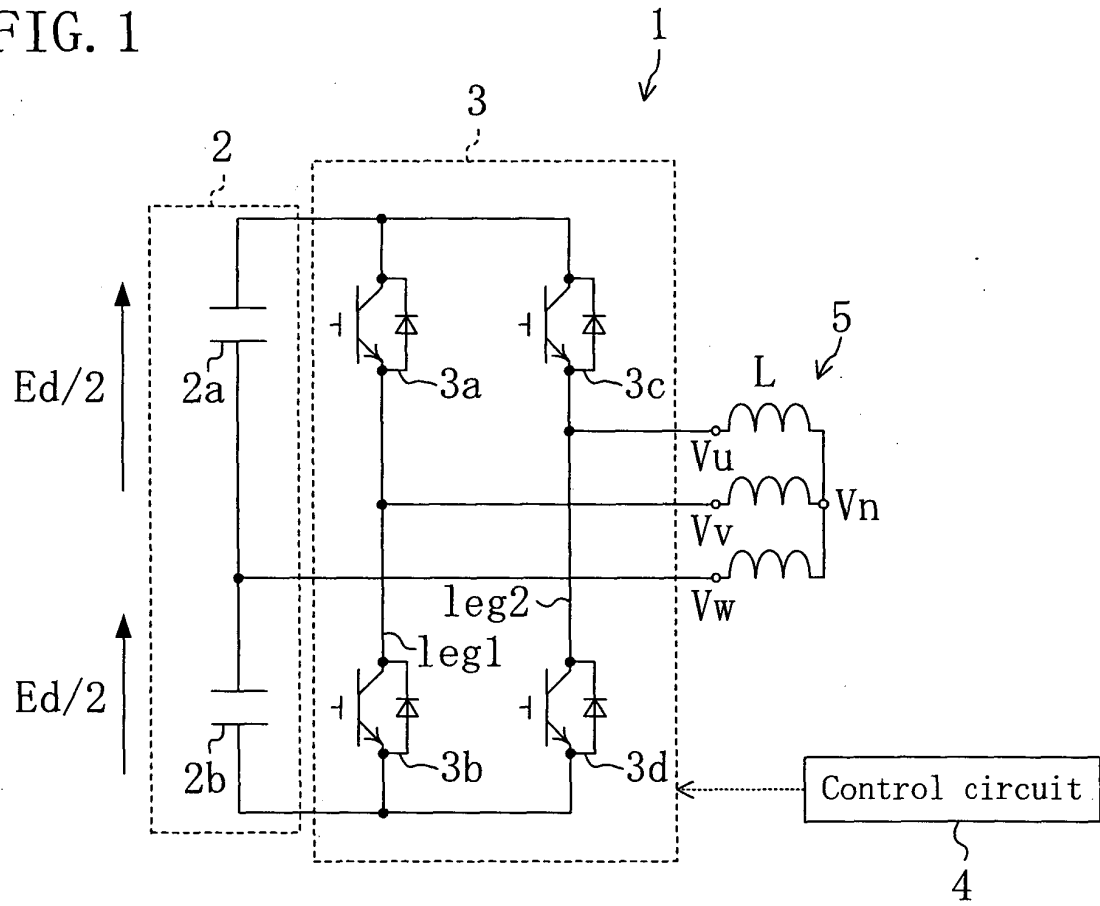 FIG. 1
1
3
2
5
Ed/2
2a
3a
3c
L
Vu
Vn
Vv
Vw
leg2
leg1
Ed/2
2b
3b
3d
Control circuit
4